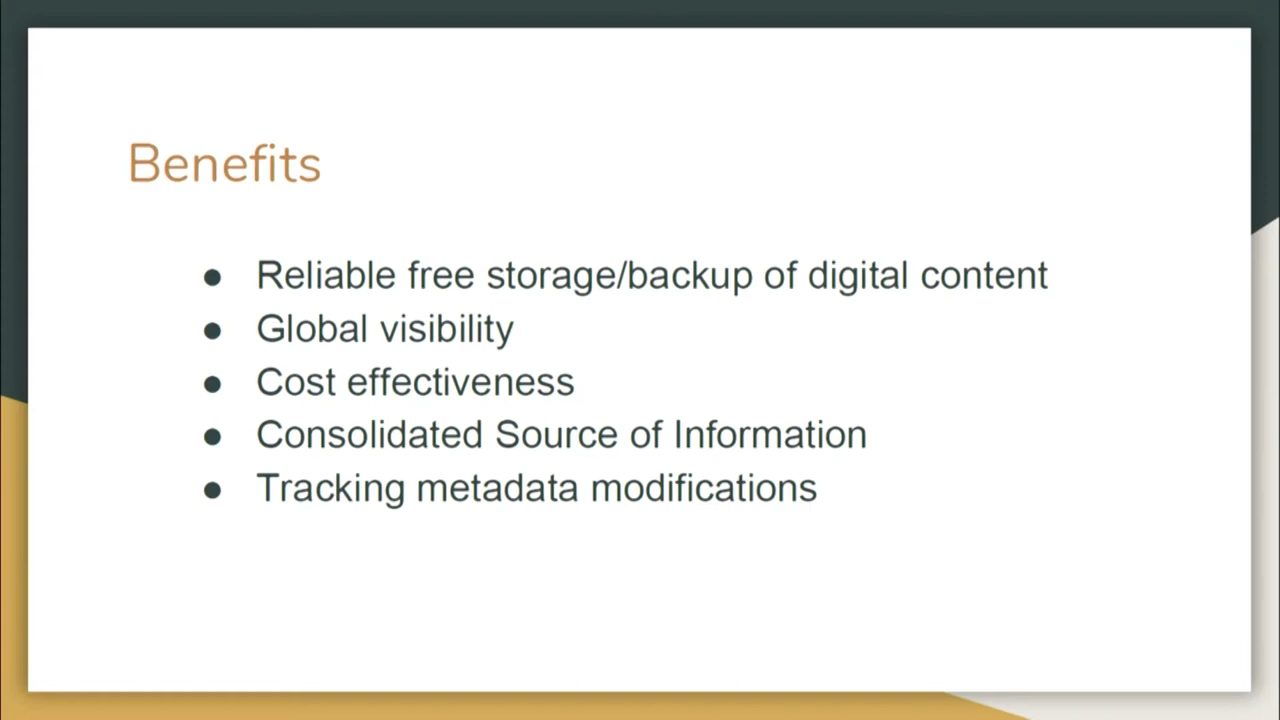 Benefits
● Reliable free storage/backup of digital content
● Global visibility
● Cost effectiveness
● Consolidated Source of Information
● Tracking metadata modifications